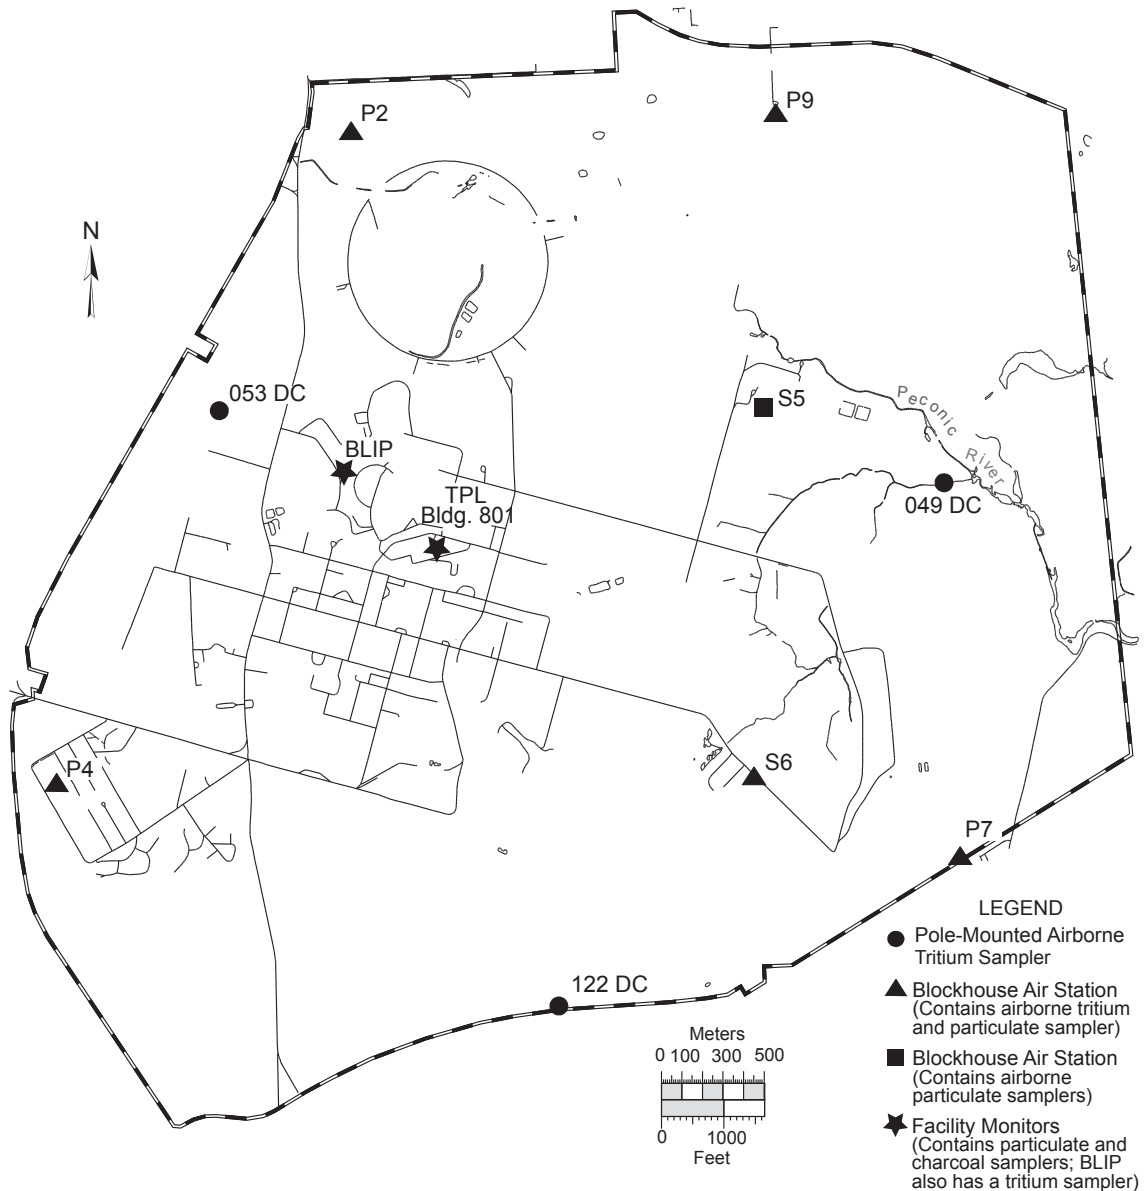 P2
P9
N
053 DC
S5
Peconic
River
BLIP
TPL
Bldg. 801
049 DC
P4
S6
P7
122 DC
LEGEND
Pole-Mounted Airborne
Tritium Sampler
Blockhouse Air Station
(Contains airborne tritium
and particulate sampler)
Blockhouse Air Station
(Contains airborne
particulate samplers)
Facility Monitors
(Contains particulate and
charcoal samplers; BLIP
also has a tritium sampler)
Meters
0 100 300 500
0 1000
Feet